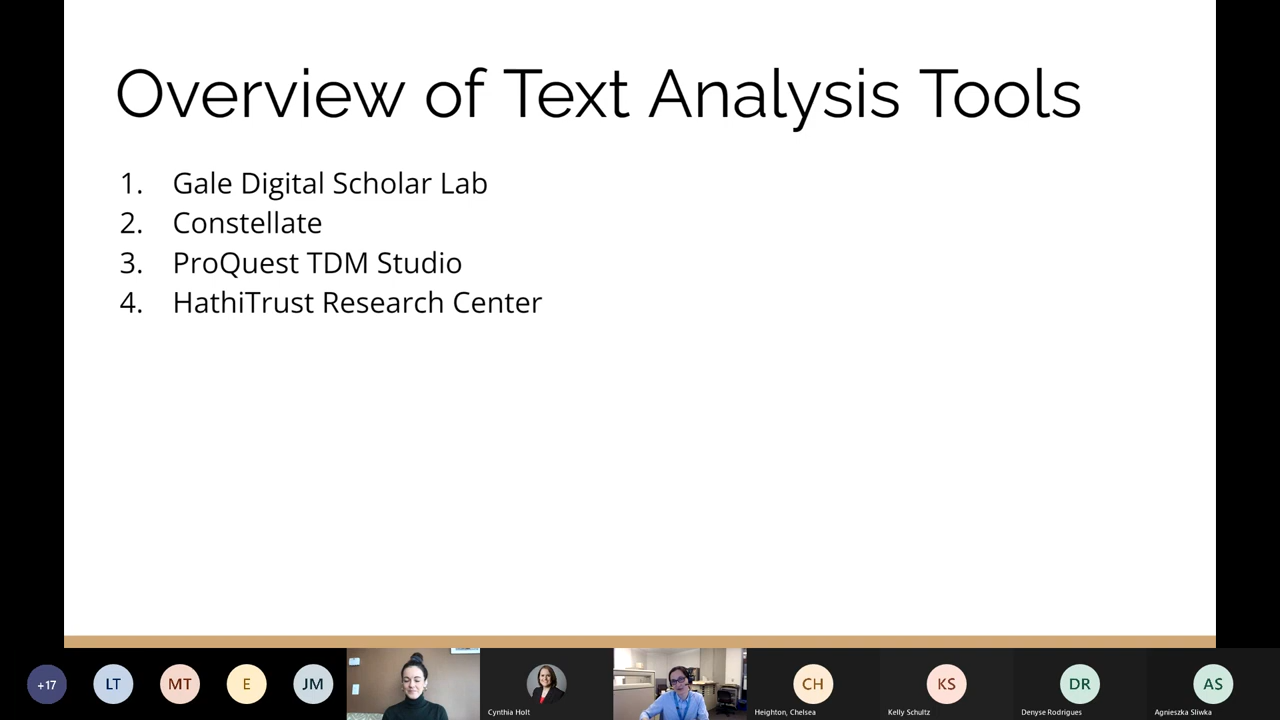 Overview of Text Analysis Tools
1. Gale Digital Scholar Lab
2. Constellate
3. ProQuest TDM Studio
4. HathiTrust Research Center
+17
LT
MT
E
JM
Cynthia Holt
CH
Heighton, Chelsea
KS
Kelly Schultz
DR
Denyse Rodrigues
AS
Agnieszka Sliwka